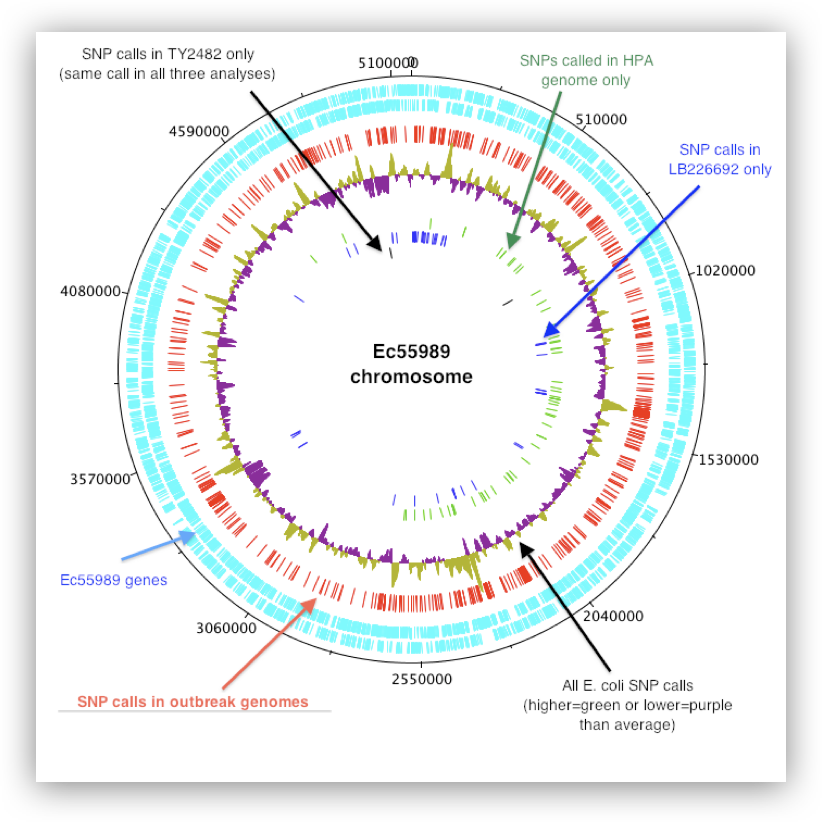 SNP calls in TY2482 only
(same call in all three analyses)
5100000
0
SNPs called in HPA
genome only
510000
4590000
SNP calls in
LB226692 only
1020000
4080000
Ec55989
chromosome
1530000
3570000
Ec55989 genes
2040000
3060000
2550000
All E. coli SNP calls
(higher=green or lower=purple
than average)
SNP calls in outbreak genomes